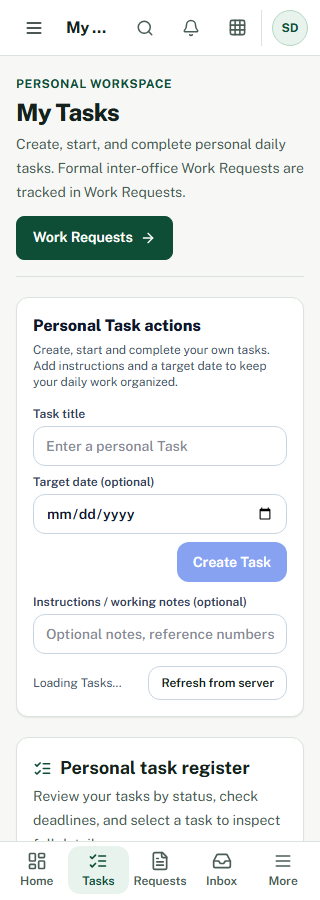 My ...
SD
PERSONAL WORKSPACE
My Tasks
Create, start, and complete personal daily
tasks. Formal inter-office Work Requests are
tracked in Work Requests.
Work Requests →
Personal Task actions
Create, start and complete your own tasks.
Add instructions and a target date to keep
your daily work organized.
Task title
Enter a personal Task
Target date (optional)
mm/dd/yyyy
Create Task
Instructions / working notes (optional)
Optional notes, reference numbers
Loading Tasks...
Refresh from server
Personal task register
Review your tasks by status, check
deadlines, and select a task to inspect
Home
Tasks
Requests
Inbox
More